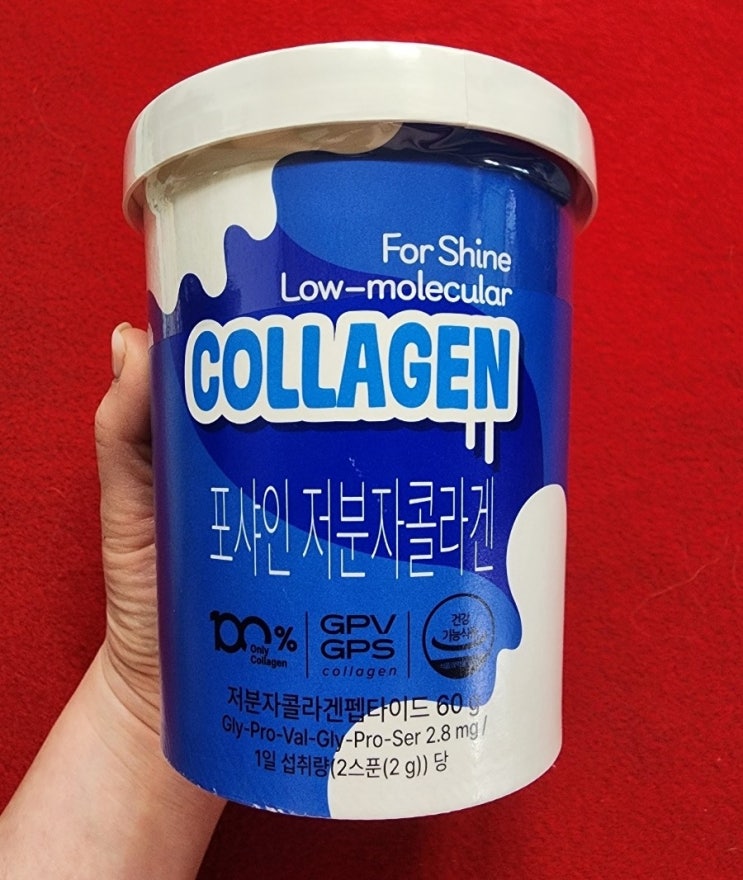 For Shine
Low-molecular
COLLAGEN
포샤인 저분자콜라겐
100%
Only
Collagen
GPV
GPS
collagen
건강
기능식품
저분자콜라겐펩타이드 60 g
Gly-Pro-Val-Gly-Pro-Ser 2.8 mg /
1일 섭취량(2스푼(2 g)) 당